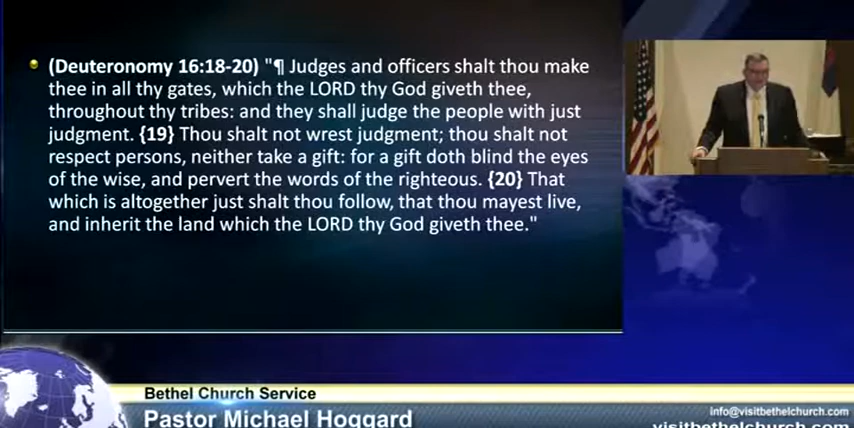 (Deuteronomy 16:18-20) "¶ Judges and officers shalt thou make
thee in all thy gates, which the LORD thy God giveth thee,
throughout thy tribes: and they shall judge the people with just
judgment. {19} Thou shalt not wrest judgment; thou shalt not
respect persons, neither take a gift: for a gift doth blind the eyes
of the wise, and pervert the words of the righteous. {20} That
which is altogether just shalt thou follow, that thou mayest live,
and inherit the land which the LORD thy God giveth thee."
Bethel Church Service
Pastor Michael Hoggard
info@visitbethelchurch.com
visitbethelchurch.com